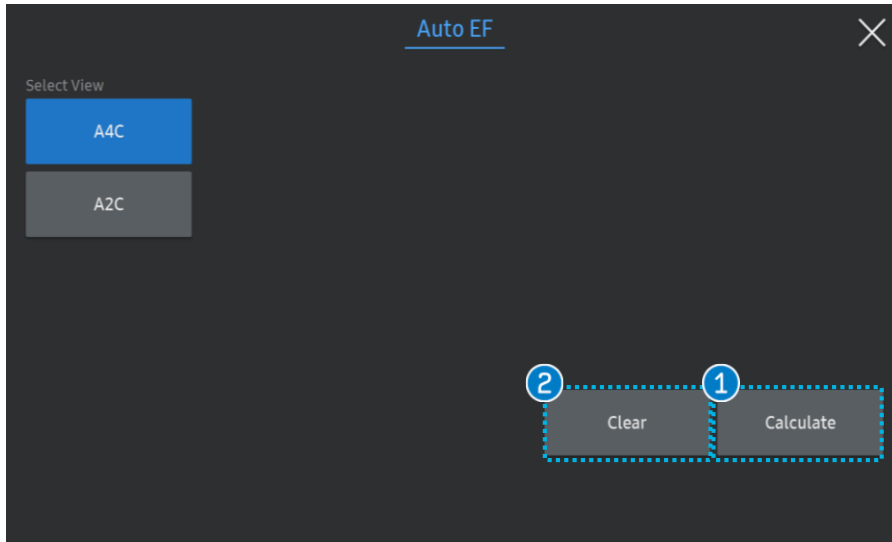 Auto EF
Select View
A4C
A2C
2
1
Clear
Calculate